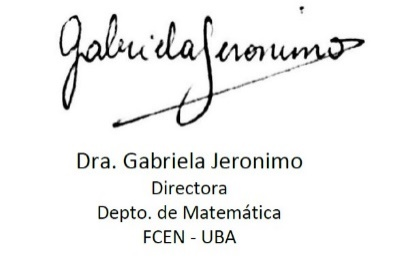 Gabriela Jeronimo
Dra. Gabriela Jeronimo
Directora
Depto. de Matemática
FCEN - UBA